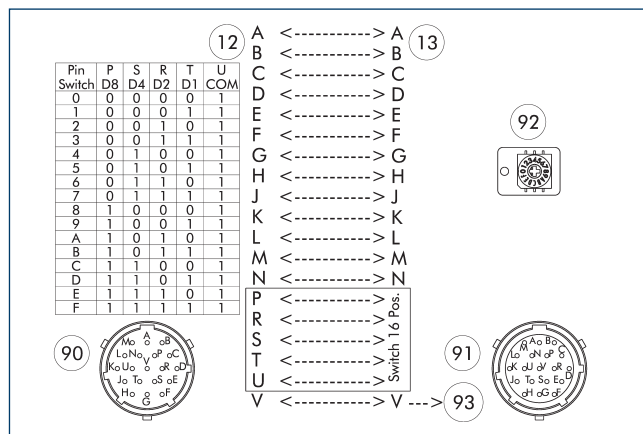 12
13
A <----------> A
B <----------> B
C <----------> C
D <----------> D
E <----------> E
F <----------> F
G <----------> G
H <----------> H
J <----------> J
K <----------> K
L <----------> L
M <----------> M
N <----------> N
P <---------->
R <---------->
S <---------->
T <---------->
U <---------->
Switch 16 Pos.
V <----------> V ---> 93
Pin P S R T U
Switch D8 D4 D2 D1 COM
0 0 0 0 0 1
1 0 0 0 1 1
2 0 0 1 0 1
3 0 0 1 1 1
4 0 1 0 0 1
5 0 1 0 1 1
6 0 1 1 0 1
7 0 1 1 1 1
8 1 0 0 0 1
9 1 0 0 1 1
A 1 0 1 0 1
B 1 0 1 1 1
C 1 1 0 0 1
D 1 1 0 1 1
E 1 1 1 0 1
F 1 1 1 1 1
92
90
A
M B
L N P C
V
K U R D
J T S E
H F
G
91
A B
M C
L N P
K U V R
D
J T S E
H G F